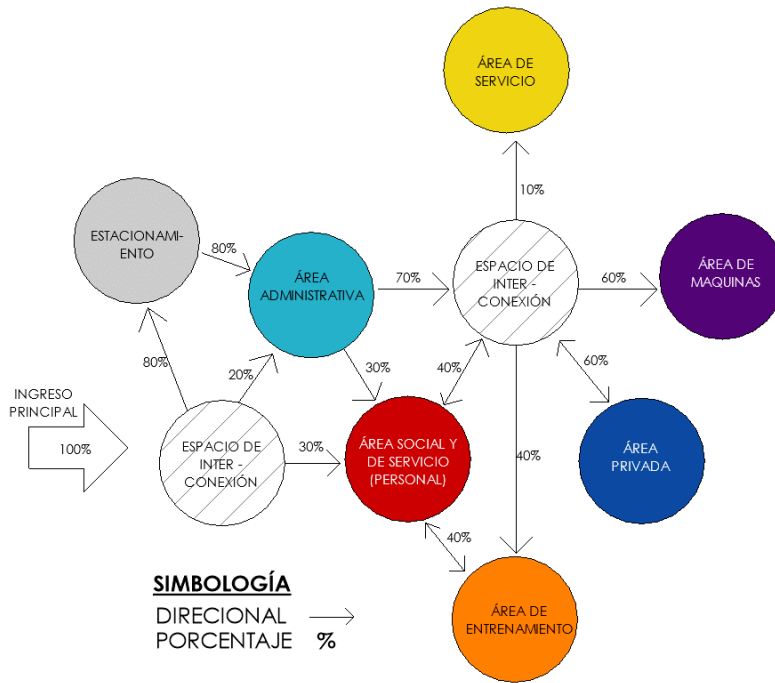 ÁREA DE
SERVICIO
10%
ESTACIONAMI-
ENTO
80%
ÁREA
ADMINISTRATIVA
70%
ESPACIO DE
INTER -
CONEXIÓN
60%
ÁREA DE
MAQUINAS
80%
20%
30%
40%
60%
INGRESO
PRINCIPAL
100%
ESPACIO DE
INTER -
CONEXIÓN
30%
ÁREA SOCIAL Y
DE SERVICIO
(PERSONAL)
40%
ÁREA
PRIVADA
40%
SIMBOLOGÍA
DIRECIONAL
PORCENTAJE %
ÁREA DE
ENTRENAMIENTO